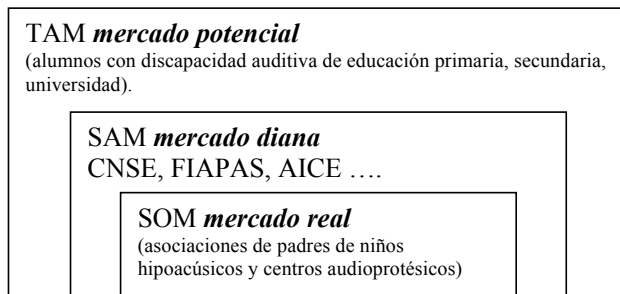 TAM mercado potencial
(alumnos con discapacidad auditiva de educación primaria, secundaria,
universidad).
SAM mercado diana
CNSE, FIAPAS, AICE ….
SOM mercado real
(asociaciones de padres de niños
hipoacúsicos y centros audioprotésicos)